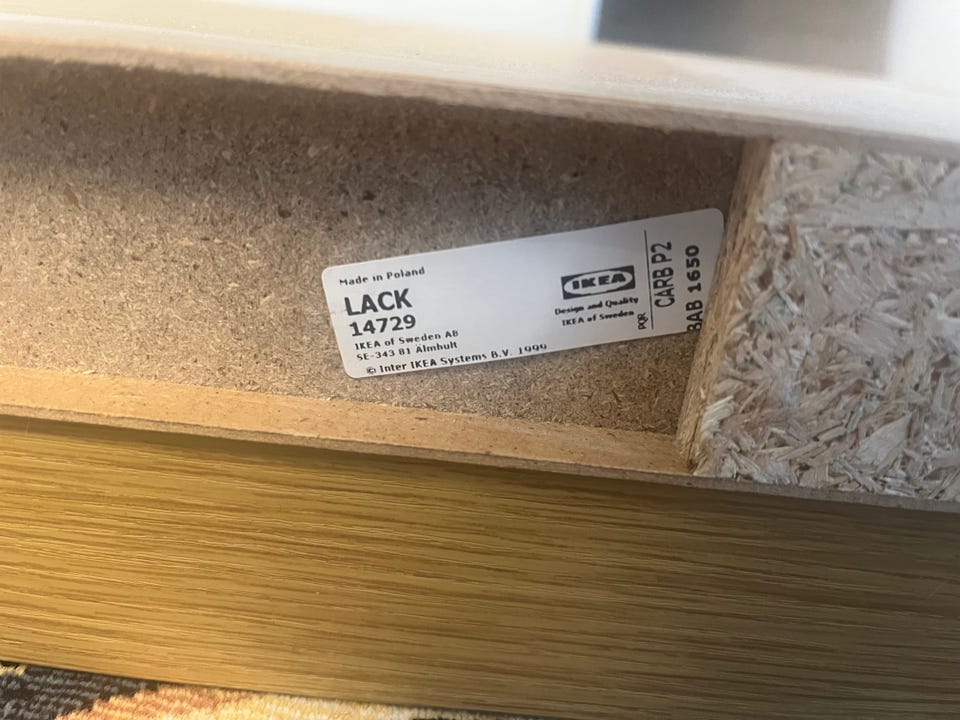 Made in Poland
LACK
14729
IKEA of Sweden AB
SE-343 81 Älmhult
© Inter IKEA Systems B.V. 1999
IKEA
Design and Quality
IKEA of Sweden
PQR
CARB P2
BAB 1650